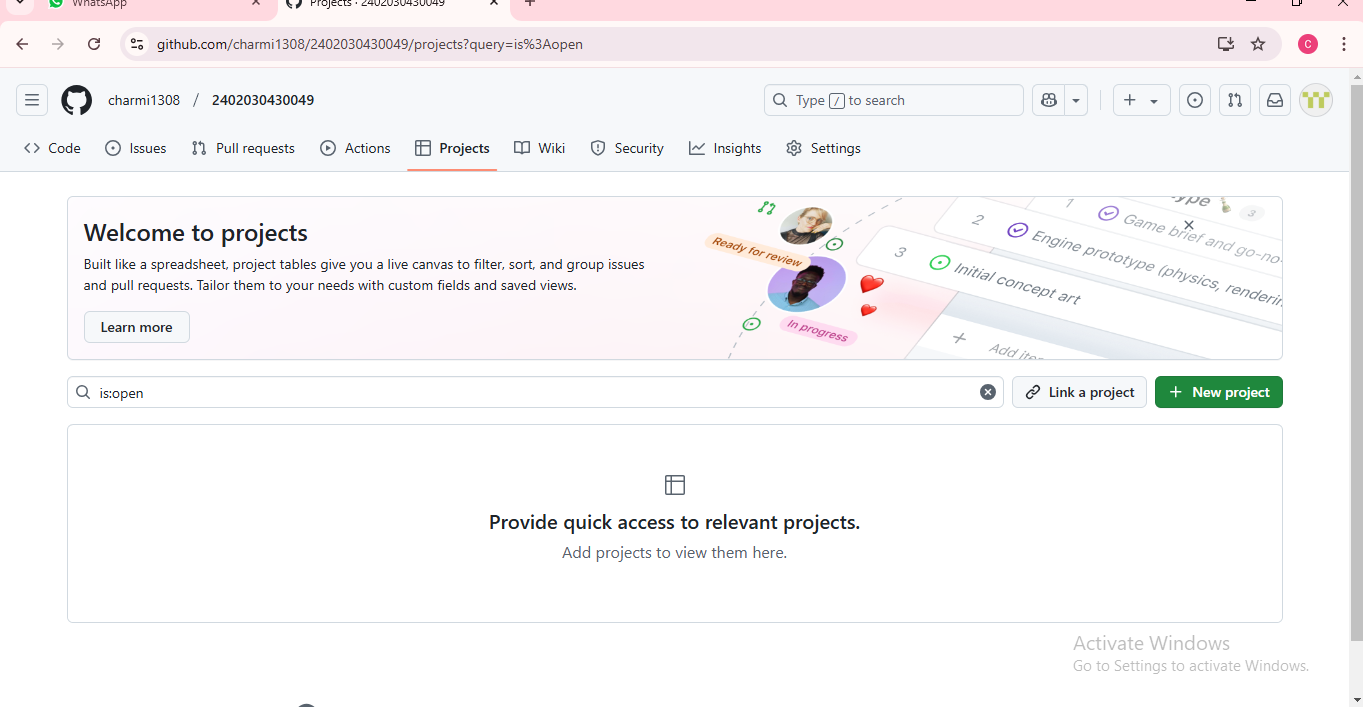 WhatsApp
Projects · 2402030430049
github.com/charmi1308/2402030430049/projects?query=is%3Aopen
C
charmi1308 / 2402030430049
Type / to search
Code Issues Pull requests Actions Projects Wiki Security Insights Settings
Welcome to projects
Built like a spreadsheet, project tables give you a live canvas to filter, sort, and group issues
and pull requests. Tailor them to your needs with custom fields and saved views.
Learn more
Ready for review
In progress
3
1 Game brief and go-no-
2 Engine prototype (physics, renderin
3 Initial concept art
+ Add ite
is:open
Link a project
New project
Provide quick access to relevant projects.
Add projects to view them here.
Activate Windows
Go to Settings to activate Windows.